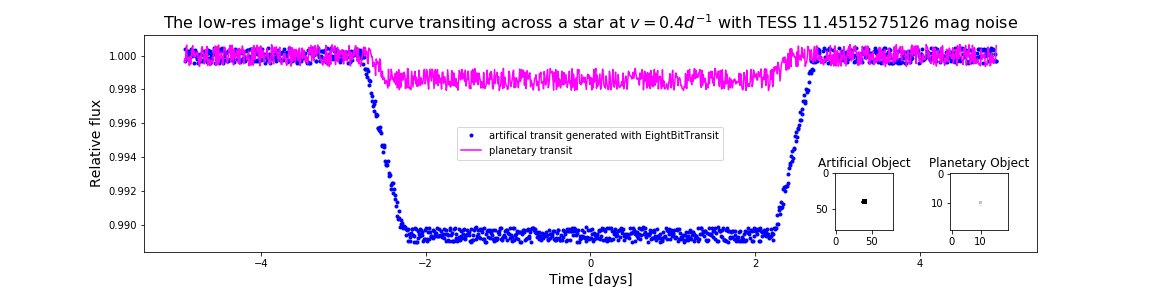 The low-res image's light curve transiting across a star at v = 0.4d⁻¹ with TESS 11.4515275126 mag noise
1.000
0.998
0.996
0.994
0.992
0.990
Relative flux
artifical transit generated with EightBitTransit
planetary transit
Artificial Object
0
50
0
50
Planetary Object
0
10
0
10
−4
−2
0
2
4
Time [days]